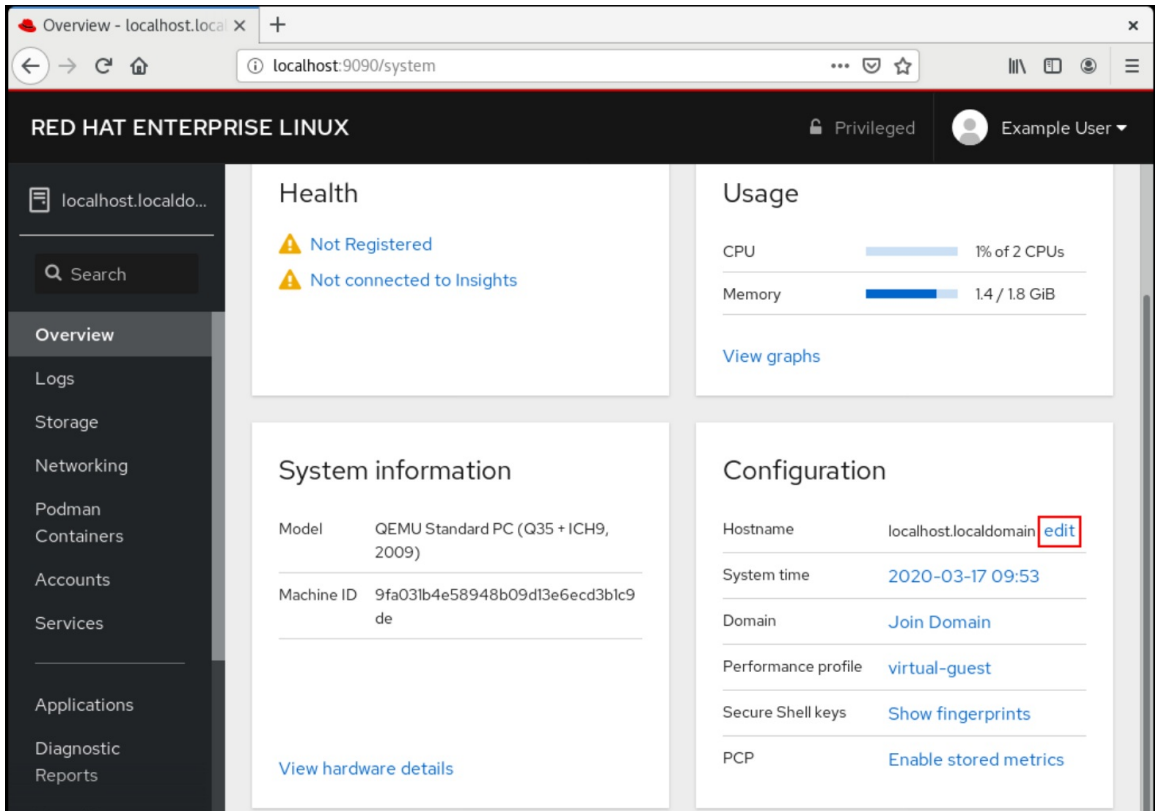 Overview - localhost.local
localhost:9090/system
RED HAT ENTERPRISE LINUX
Privileged
Example User
localhost.localdo...
Search
Overview
Logs
Storage
Networking
Podman
Containers
Accounts
Services
Applications
Diagnostic
Reports
Health
Not Registered
Not connected to Insights
Usage
CPU 1% of 2 CPUs
Memory 1.4 / 1.8 GiB
View graphs
System information
Model QEMU Standard PC (Q35 + ICH9,
2009)
Machine ID 9fa031b4e58948b09d13e6ecd3b1c9
de
View hardware details
Configuration
Hostname localhost.localdomain edit
System time 2020-03-17 09:53
Domain Join Domain
Performance profile virtual-guest
Secure Shell keys Show fingerprints
PCP Enable stored metrics